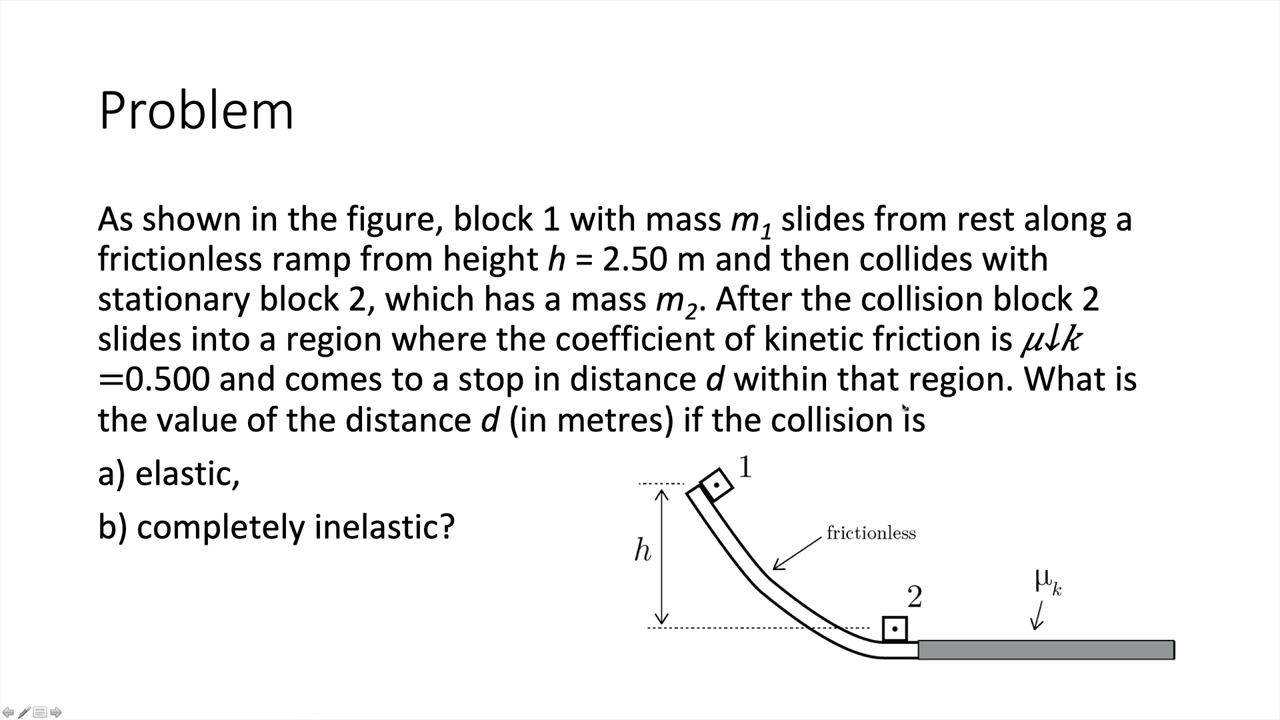 Problem
As shown in the figure, block 1 with mass m₁ slides from rest along a
frictionless ramp from height h = 2.50 m and then collides with
stationary block 2, which has a mass m₂. After the collision block 2
slides into a region where the coefficient of kinetic friction is μ↓k
=0.500 and comes to a stop in distance d within that region. What is
the value of the distance d (in metres) if the collision is
a) elastic,
b) completely inelastic?
1
h
frictionless
2
μₖ